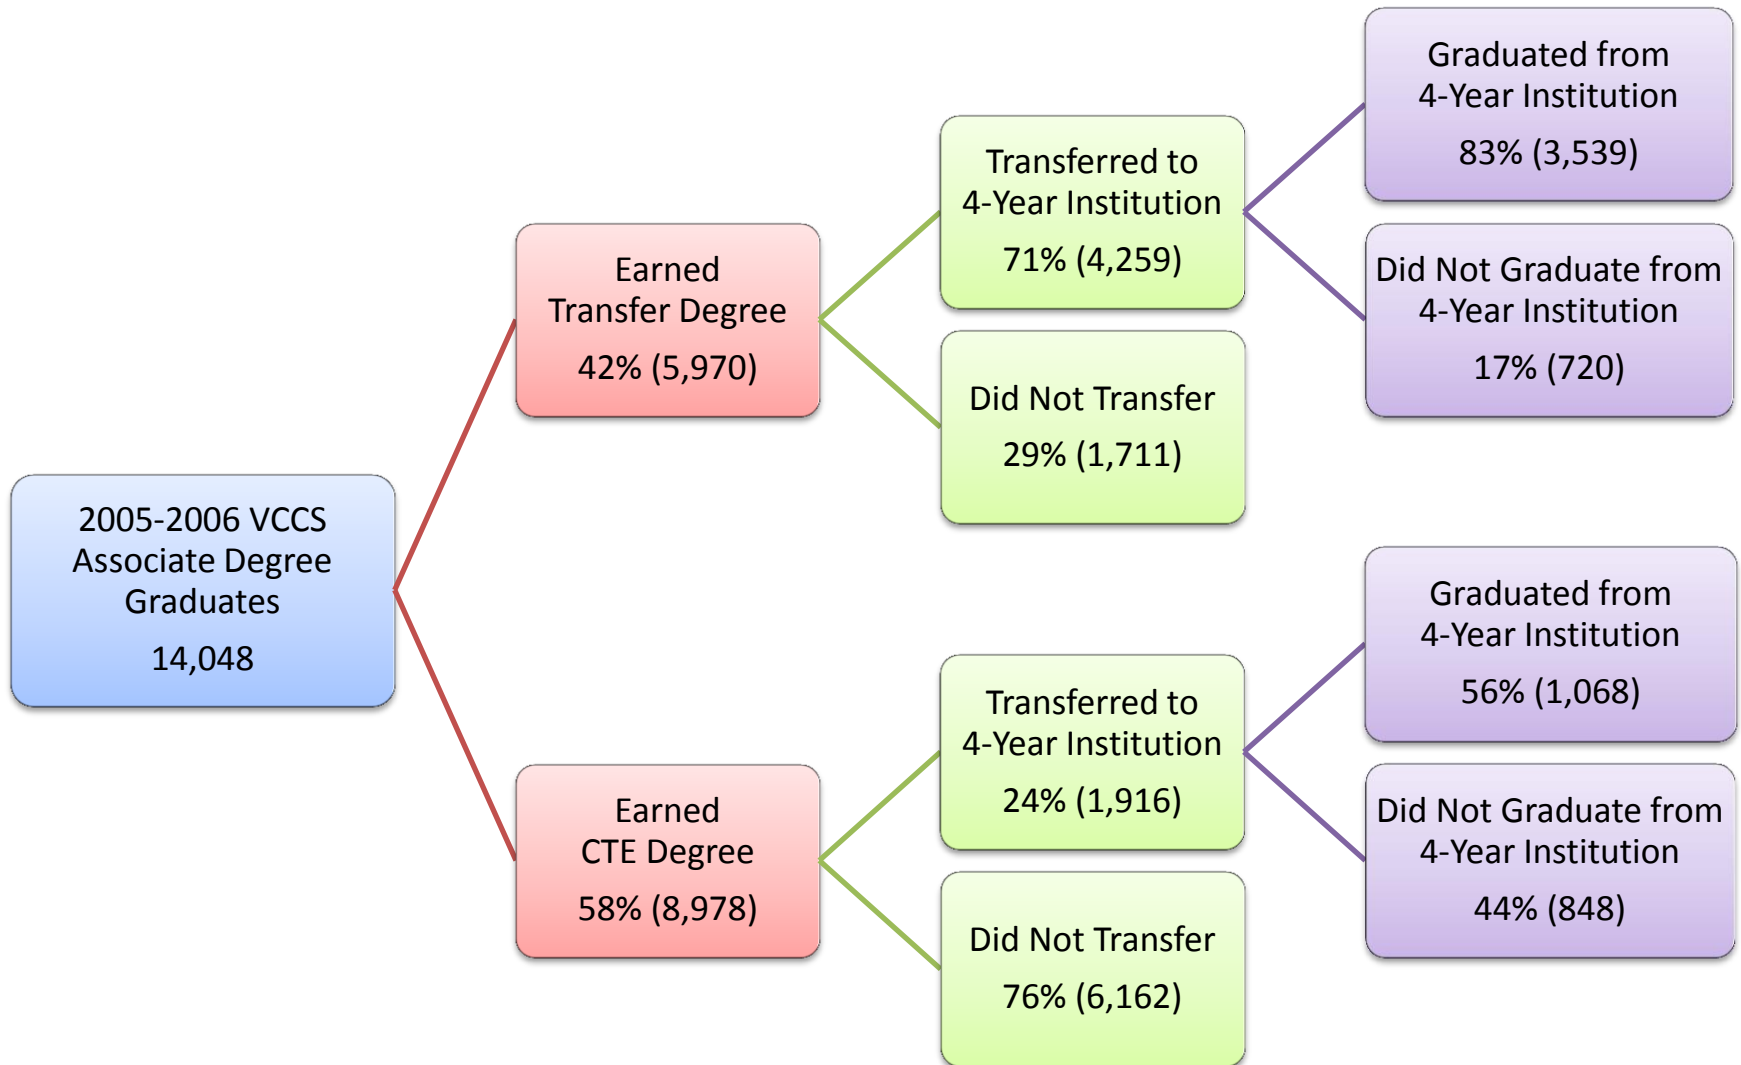 2005-2006 VCCS
Associate Degree
Graduates
14,048
Earned
Transfer Degree
42% (5,970)
Transferred to
4-Year Institution
71% (4,259)
Graduated from
4-Year Institution
83% (3,539)
Did Not Graduate from
4-Year Institution
17% (720)
Did Not Transfer
29% (1,711)
Earned
CTE Degree
58% (8,978)
Transferred to
4-Year Institution
24% (1,916)
Graduated from
4-Year Institution
56% (1,068)
Did Not Graduate from
4-Year Institution
44% (848)
Did Not Transfer
76% (6,162)